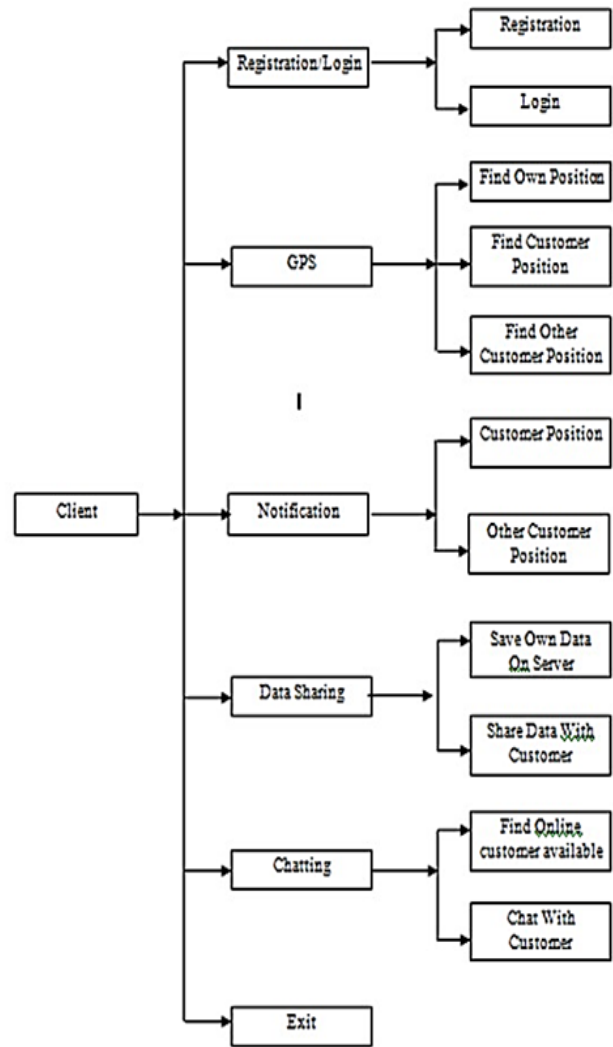 Registration
Registration/Login
Login
Find Own Position
GPS
Find Customer
Position
Find Other
Customer Position
Customer Position
Client
Notification
Other Customer
Position
Save Own Data
On Server
Data Sharing
Share Data With
Customer
Find Online
customer available
Chatting
Chat With
Customer
Exit